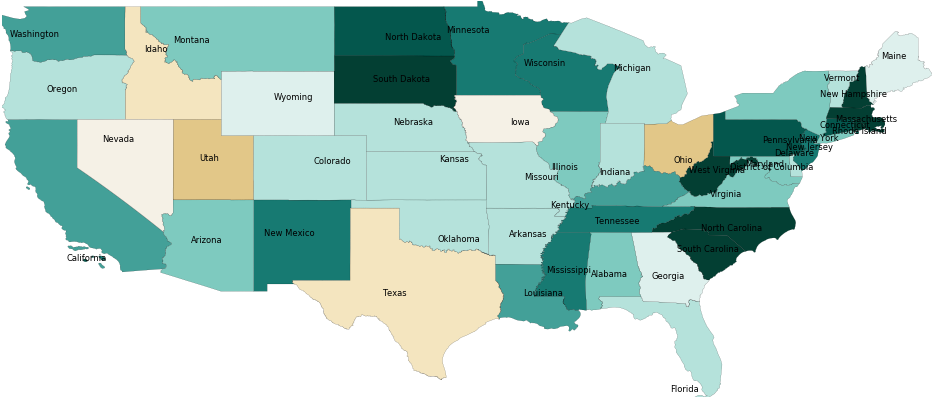 Washington
Montana
Idaho
North Dakota
Minnesota
Maine
Oregon
Wyoming
South Dakota
Wisconsin
Michigan
Vermont
New Hampshire
Nevada
Utah
Nebraska
Iowa
Massachusetts
Connecticut
Rhode Island
New York
Pennsylvania
New Jersey
Delaware
Maryland
District of Columbia
Colorado
Kansas
Missouri
Illinois
Indiana
Ohio
West Virginia
Virginia
Kentucky
California
Arizona
New Mexico
Oklahoma
Arkansas
Tennessee
North Carolina
South Carolina
Texas
Louisiana
Mississippi
Alabama
Georgia
Florida